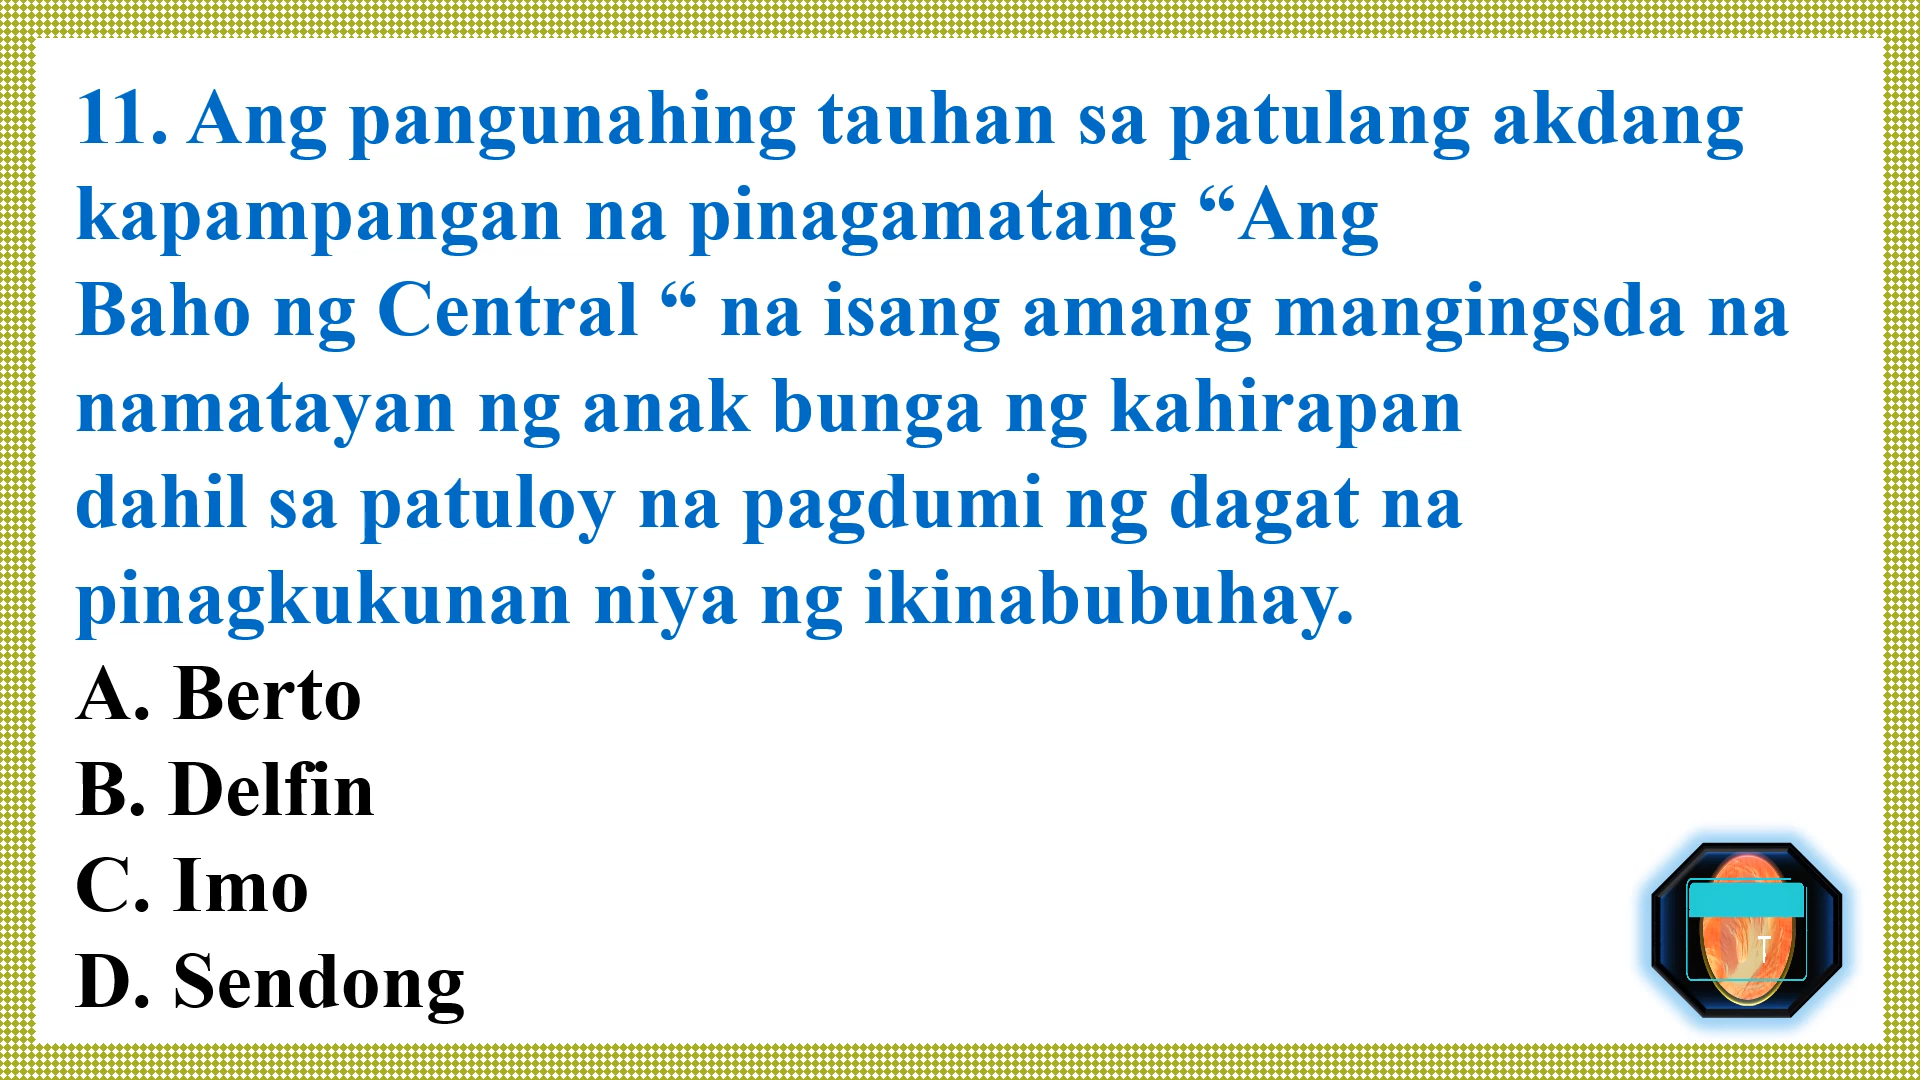 11. Ang pangunahing tauhan sa patulang akdang
kapampangan na pinagamatang “Ang
Baho ng Central “ na isang amang mangingsda na
namatayan ng anak bunga ng kahirapan
dahil sa patuloy na pagdumi ng dagat na
pinagkukunan niya ng ikinabubuhay.
A. Berto
B. Delfin
C. Imo
D. Sendong
T